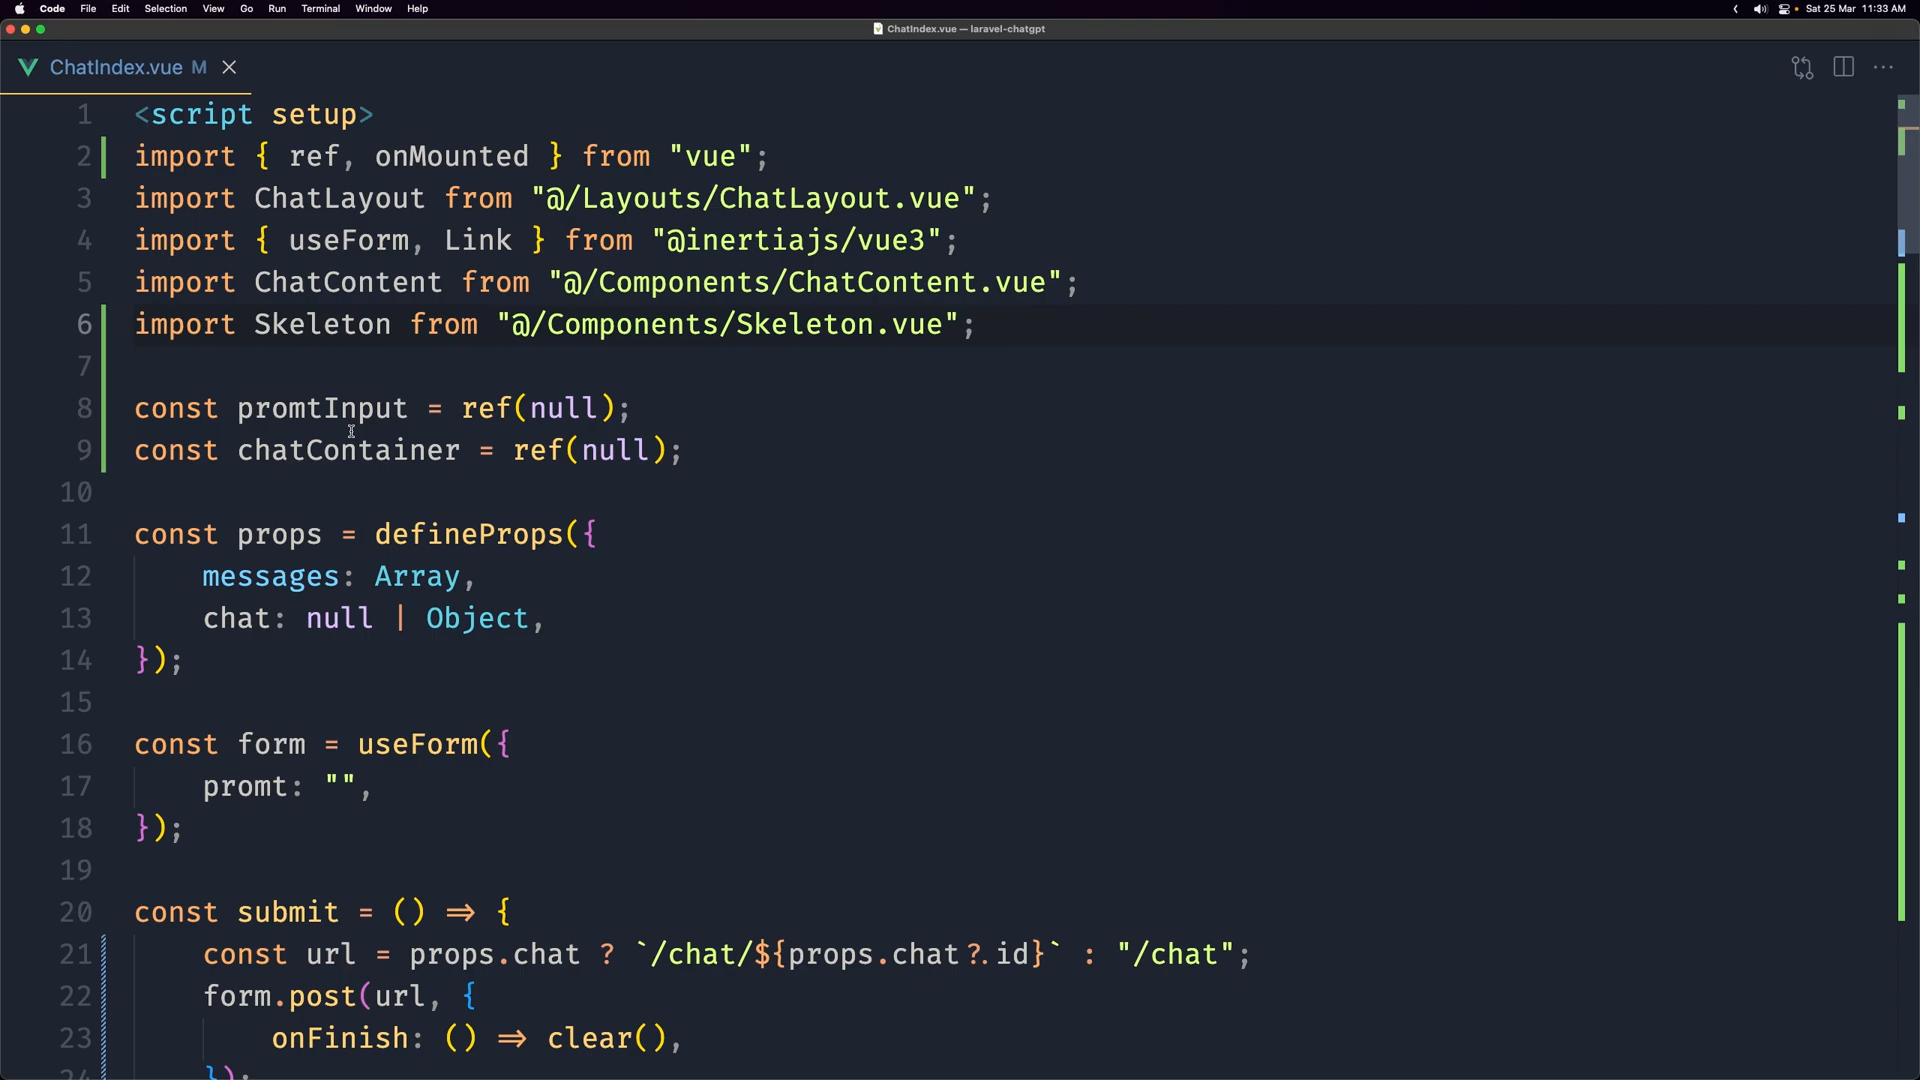 Code File Edit Selection View Go Run Terminal Window Help Sat 25 Mar 11:33 AM
ChatIndex.vue — laravel-chatgpt
ChatIndex.vue M
1 <script setup>
2 import { ref, onMounted } from "vue";
3 import ChatLayout from "@/Layouts/ChatLayout.vue";
4 import { useForm, Link } from "@inertiajs/vue3";
5 import ChatContent from "@/Components/ChatContent.vue";
6 import Skeleton from "@/Components/Skeleton.vue";
7
8 const promtInput = ref(null);
9 const chatContainer = ref(null);
10
11 const props = defineProps({
12     messages: Array,
13     chat: null | Object,
14 });
15
16 const form = useForm({
17     promt: "",
18 });
19
20 const submit = () => {
21     const url = props.chat ? `/chat/${props.chat?.id}` : "/chat";
22     form.post(url, {
23         onFinish: () => clear(),
24     });